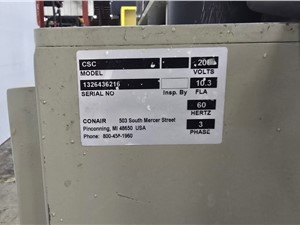 CSC
MODEL VOLTS
1326436216 10.3
SERIAL NO Insp. By FLA
60
HERTZ
CONAIR 503 South Mercer Street
Pinconning, MI 48650 USA 3
Phone: 800-458-1960 PHASE